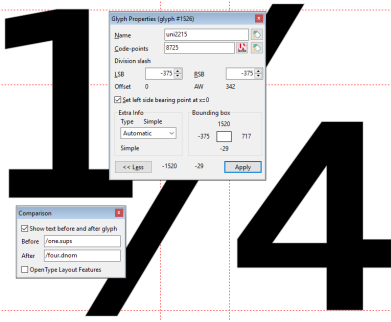 1/4
Glyph Properties (glyph #1526)
Name uni2215
Code-points 8725
Division slash
LSB -375 RSB -375
Offset 0 AW 342
Set left side bearing point at x=0
Extra Info Bounding box
Type Simple 1520
Automatic -375 717
Simple -29
<< Less -1520 -29 Apply
Comparison
Show text before and after glyph
Before /one.sups
After /four.dnom
OpenType Layout Features